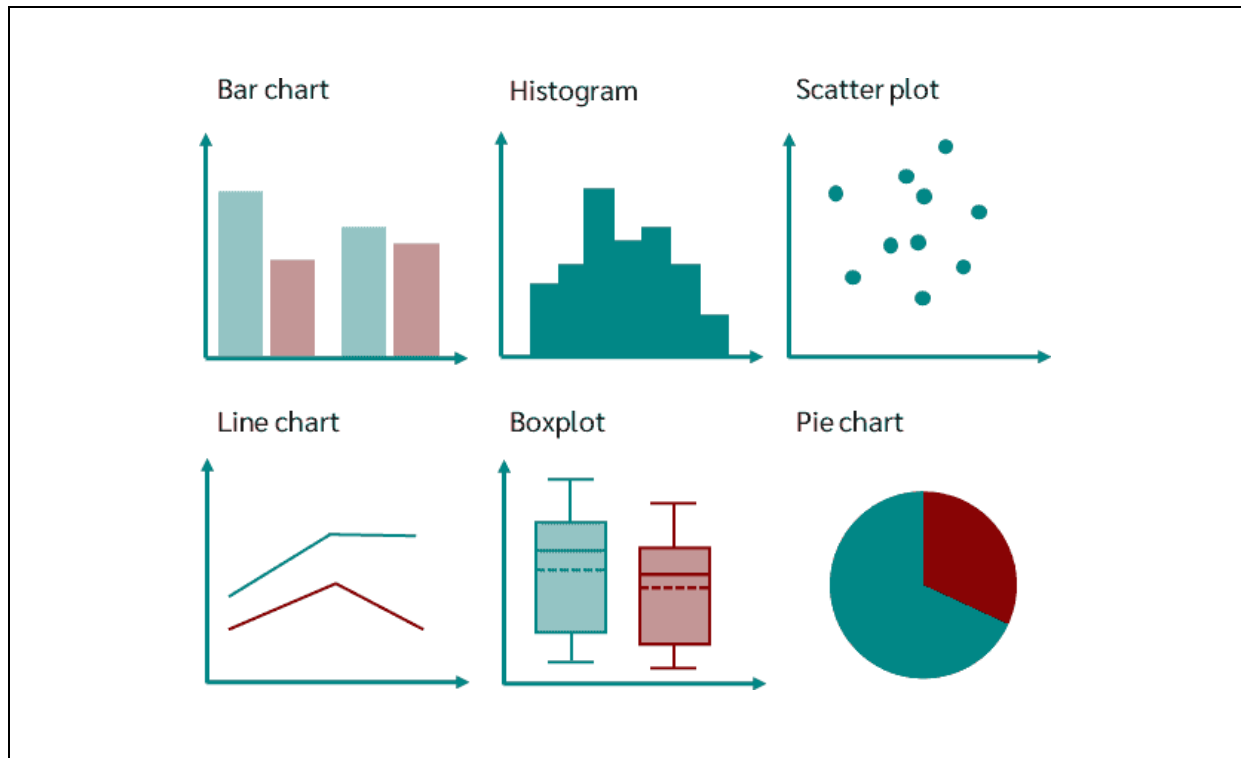 Bar chart
Histogram
Scatter plot
Line chart
Boxplot
Pie chart